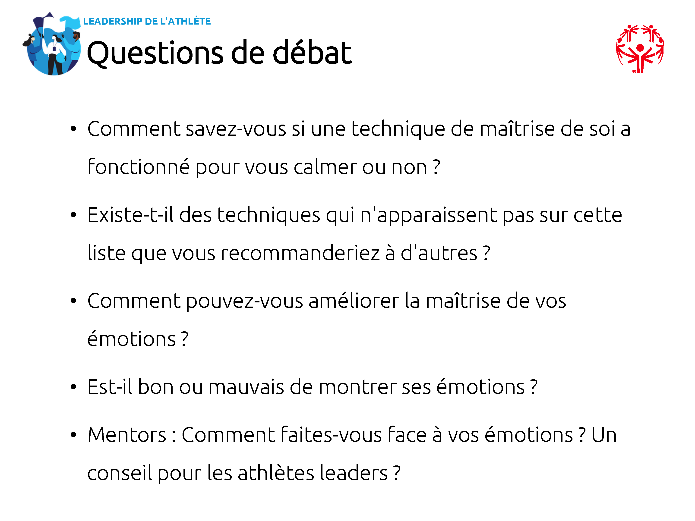 LEADERSHIP DE L'ATHLÈTE
Questions de débat
• Comment savez-vous si une technique de maîtrise de soi a
fonctionné pour vous calmer ou non ?
• Existe-t-il des techniques qui n'apparaissent pas sur cette
liste que vous recommanderiez à d'autres ?
• Comment pouvez-vous améliorer la maîtrise de vos
émotions ?
• Est-il bon ou mauvais de montrer ses émotions ?
• Mentors : Comment faites-vous face à vos émotions ? Un
conseil pour les athlètes leaders ?